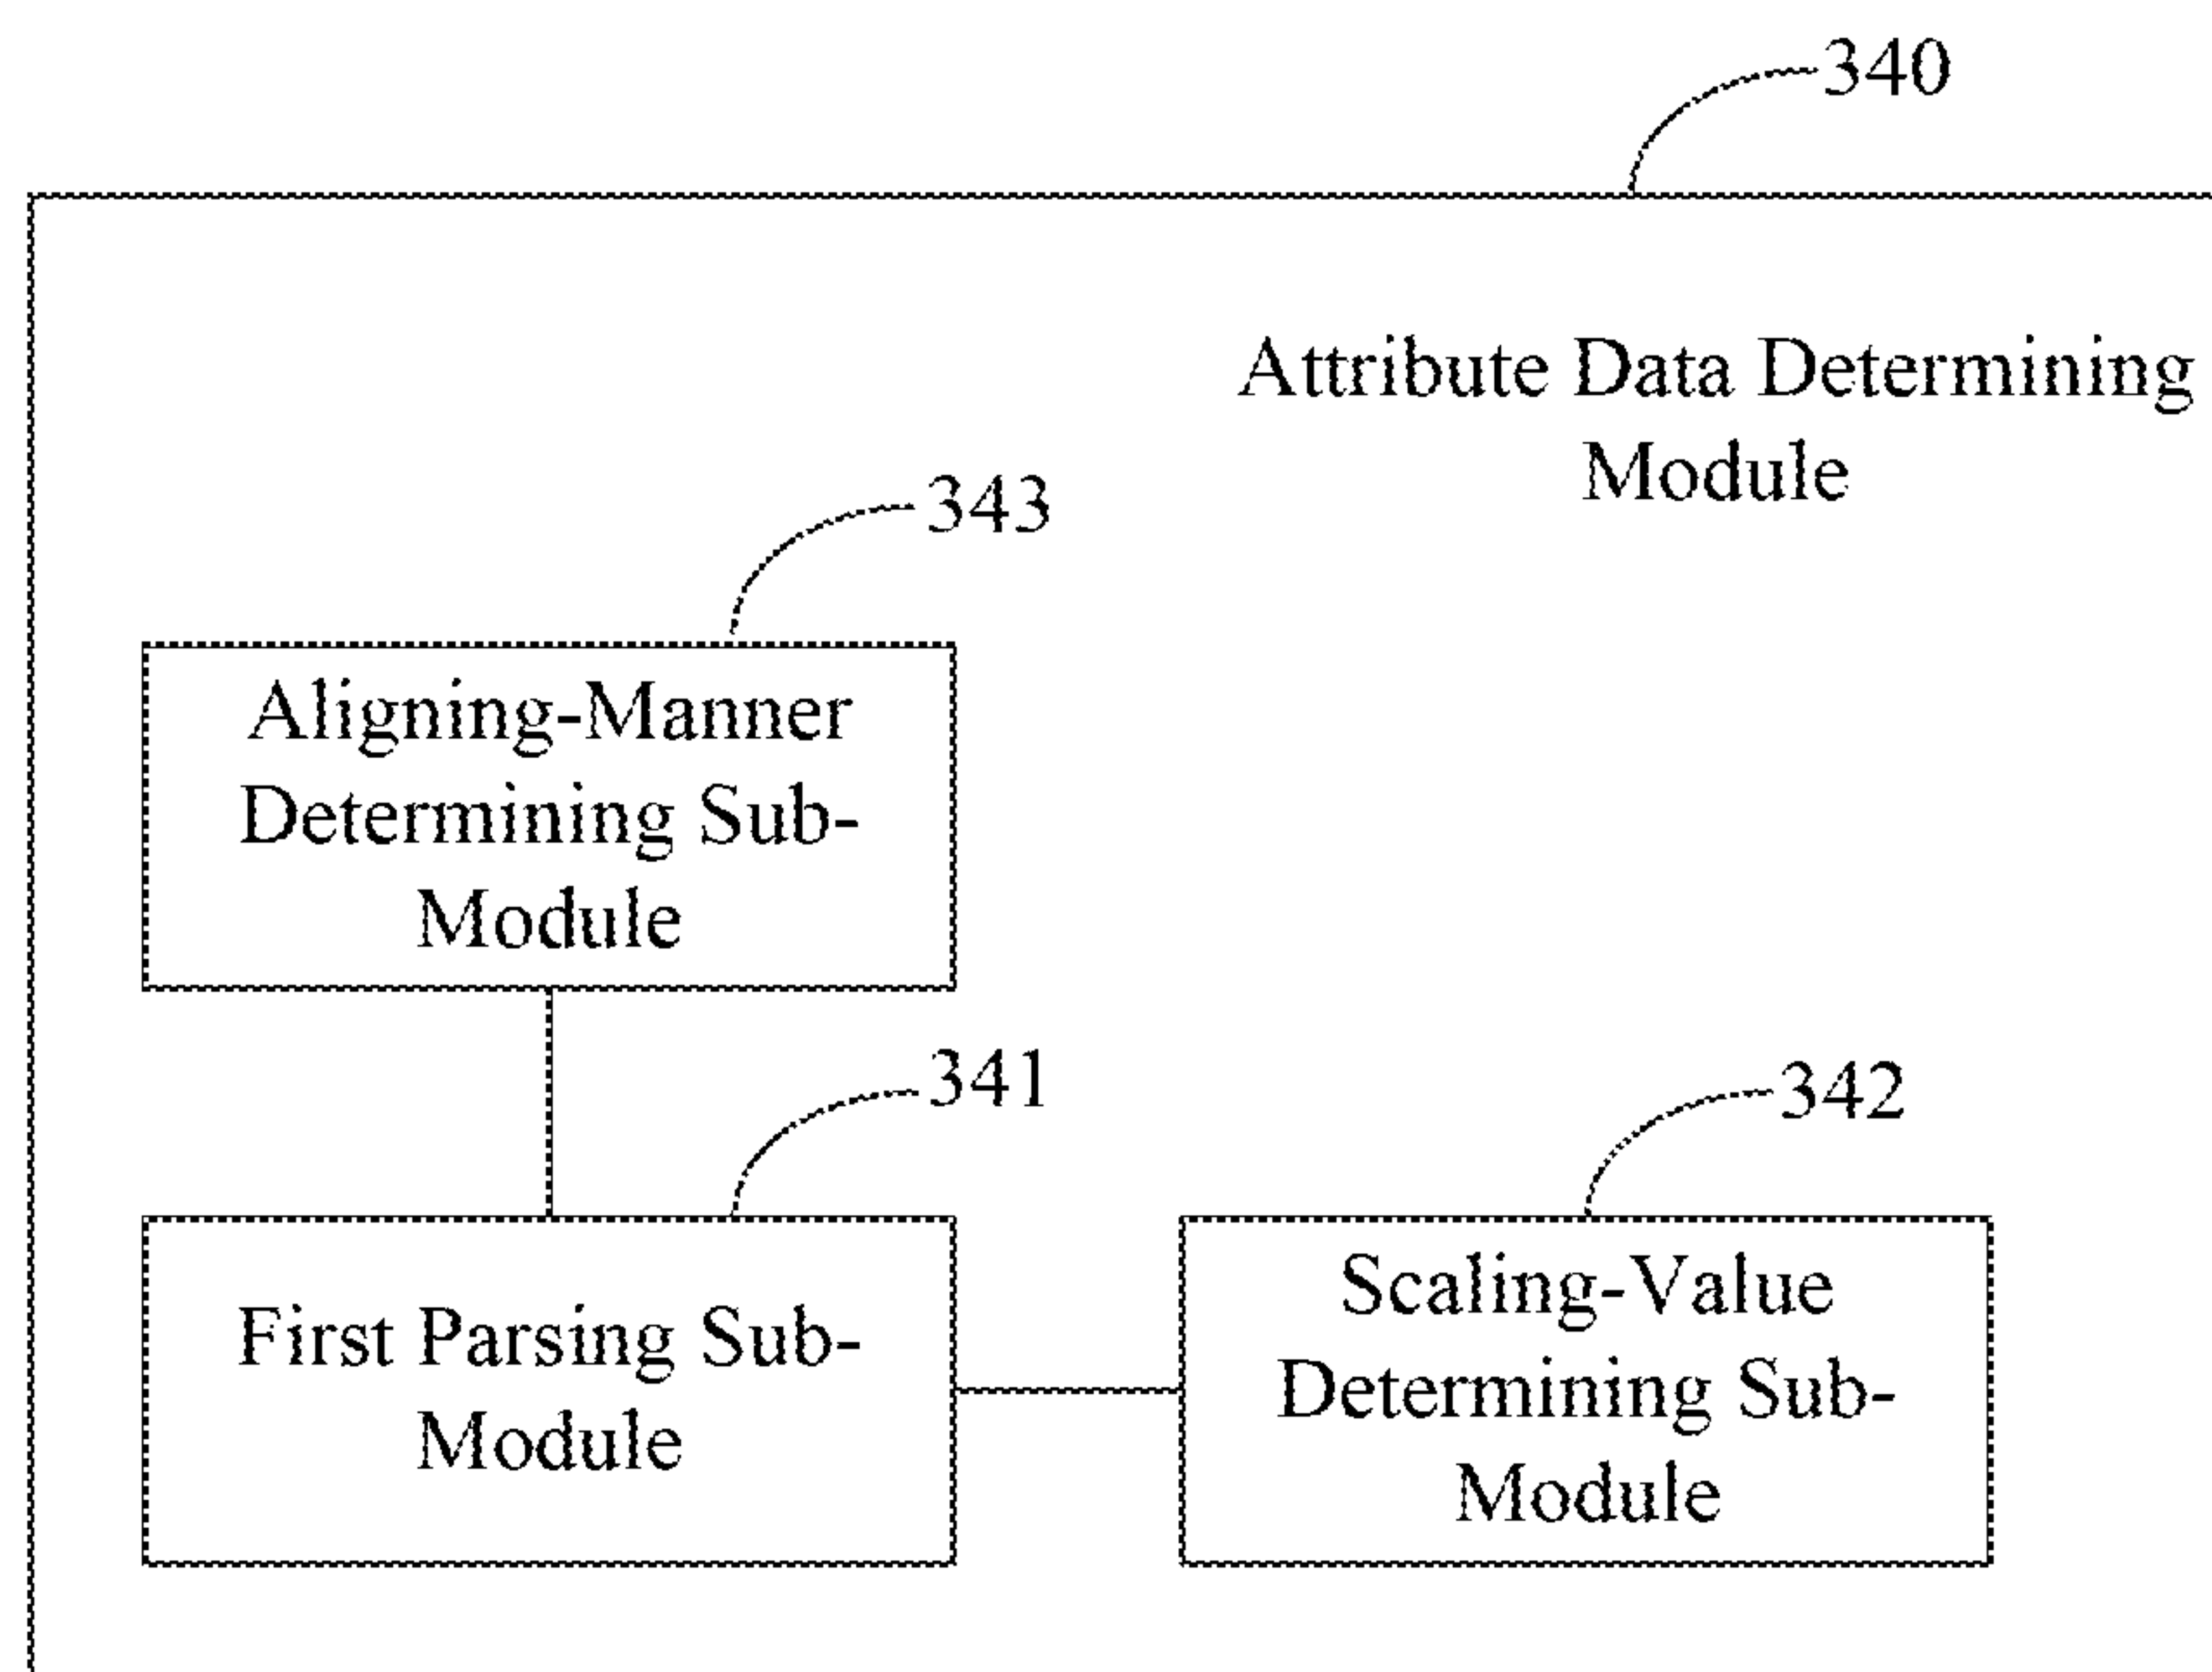 340
Attribute Data Determining
Module
343
Aligning-Manner
Determining Sub-
Module
341
342
First Parsing Sub-
Module
Scaling-Value
Determining Sub-
Module